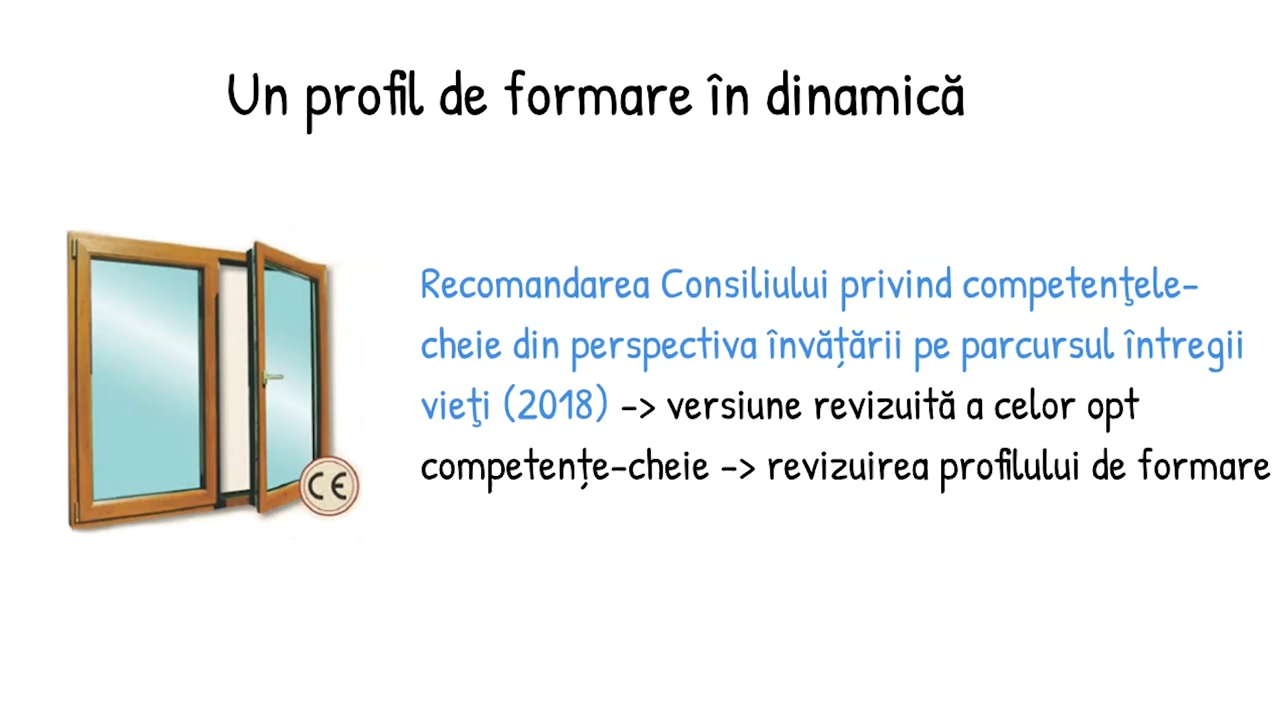 Un profil de formare în dinamică
Recomandarea Consiliului privind competenţele-
cheie din perspectiva învățării pe parcursul întregii
vieţi (2018) -> versiune revizuită a celor opt
competențe-cheie -> revizuirea profilului de formare
CE